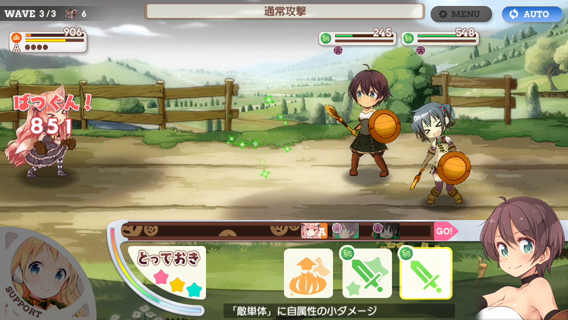 WAVE 3/3 6
通常攻撃
MENU
AUTO
906
A
245
548
ばつぐん!
851
GO!
とっておき
SUPPORT
「敵単体」に自属性の小ダメージ